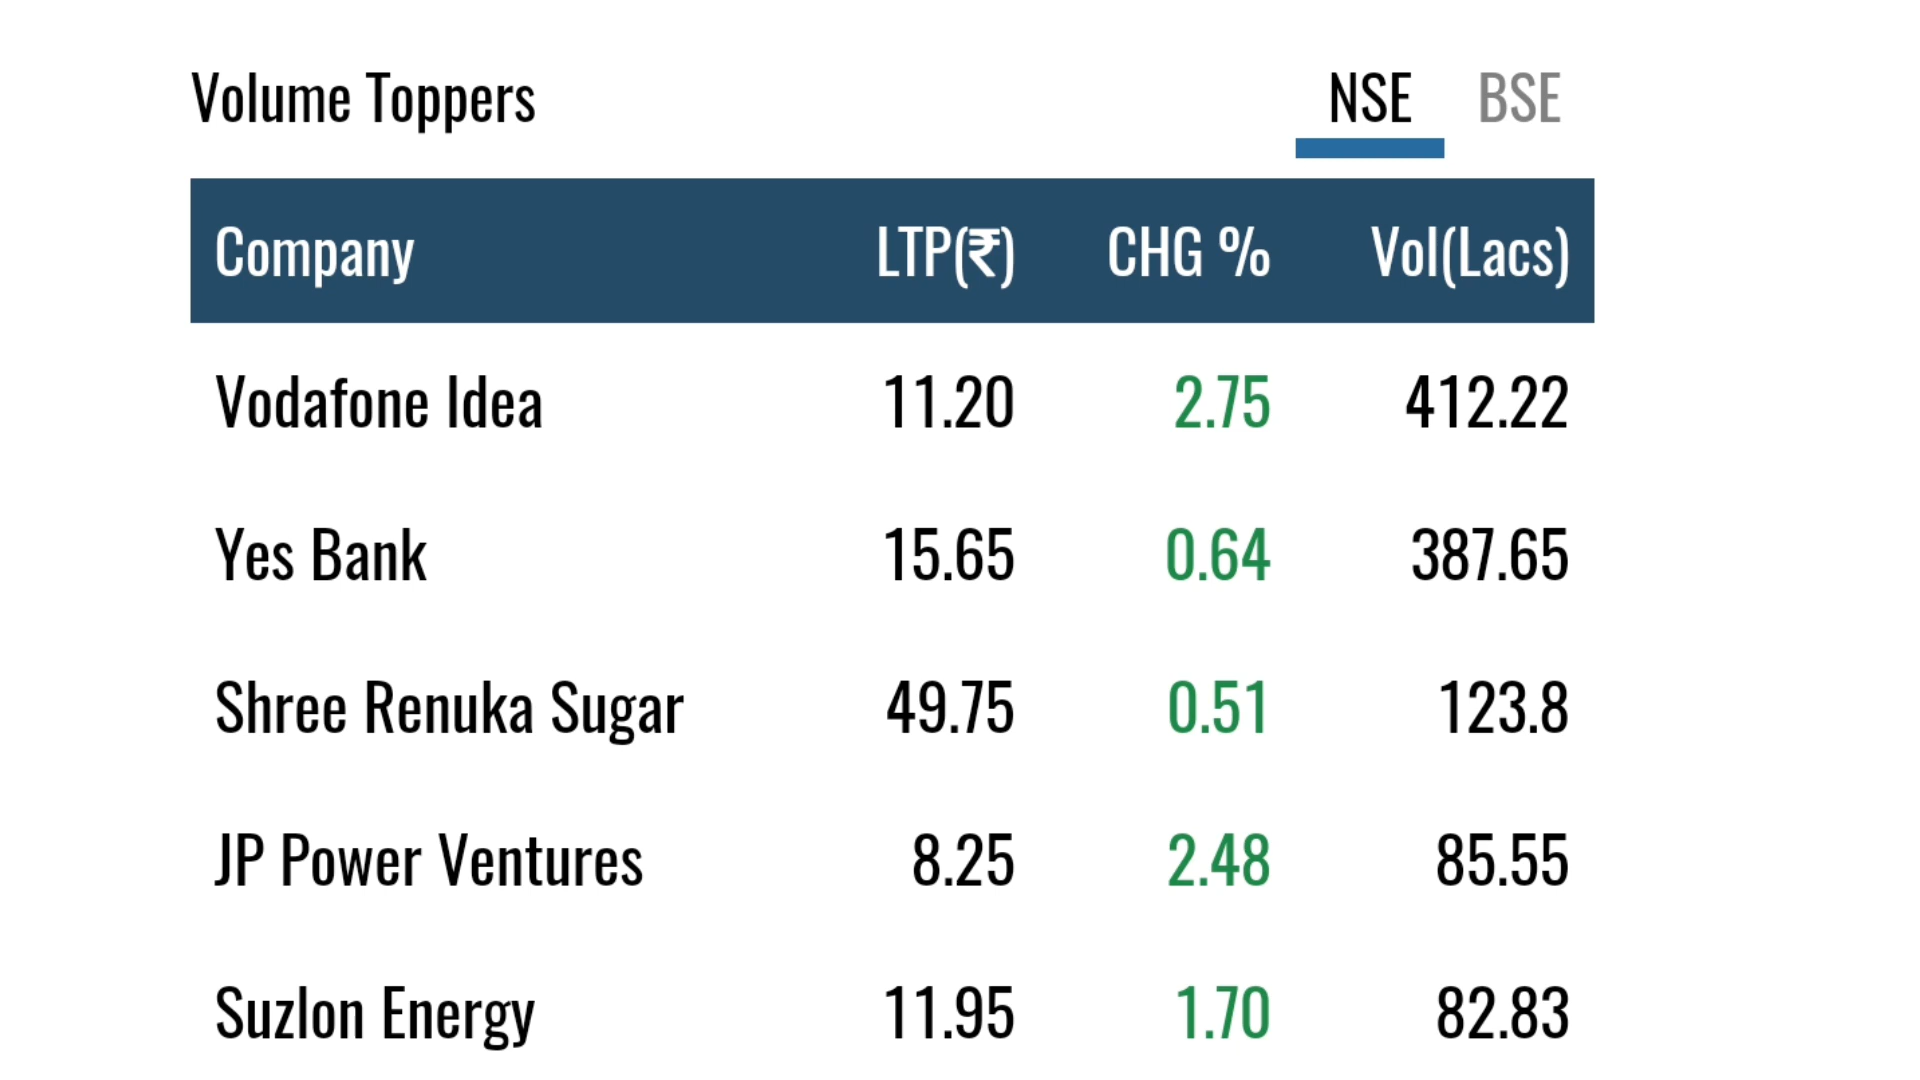 Volume Toppers NSE BSE
Company LTP(₹) CHG % Vol(Lacs)
Vodafone Idea 11.20 2.75 412.22
Yes Bank 15.65 0.64 387.65
Shree Renuka Sugar 49.75 0.51 123.8
JP Power Ventures 8.25 2.48 85.55
Suzlon Energy 11.95 1.70 82.83